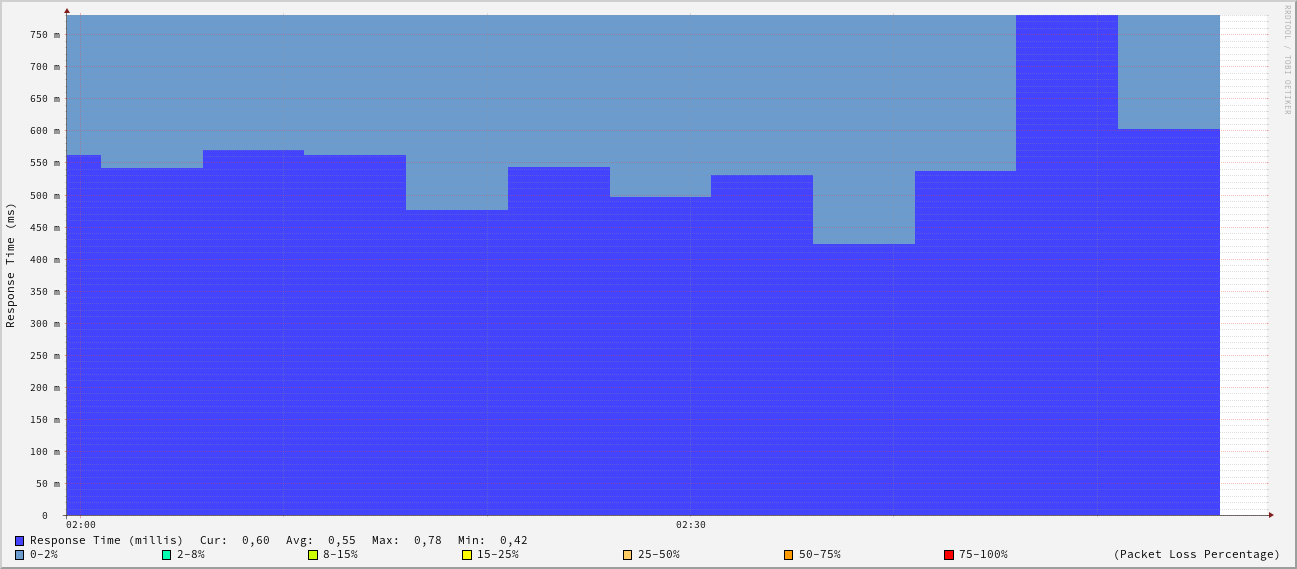 RRDTOOL / TOBI OETIKER
Response Time (ms)
750 m
700 m
650 m
600 m
550 m
500 m
450 m
400 m
350 m
300 m
250 m
200 m
150 m
100 m
50 m
0
02:00 02:30
Response Time (millis) Cur: 0,60 Avg: 0,55 Max: 0,78 Min: 0,42
0-2% 2-8% 8-15% 15-25% 25-50% 50-75% 75-100% (Packet Loss Percentage)